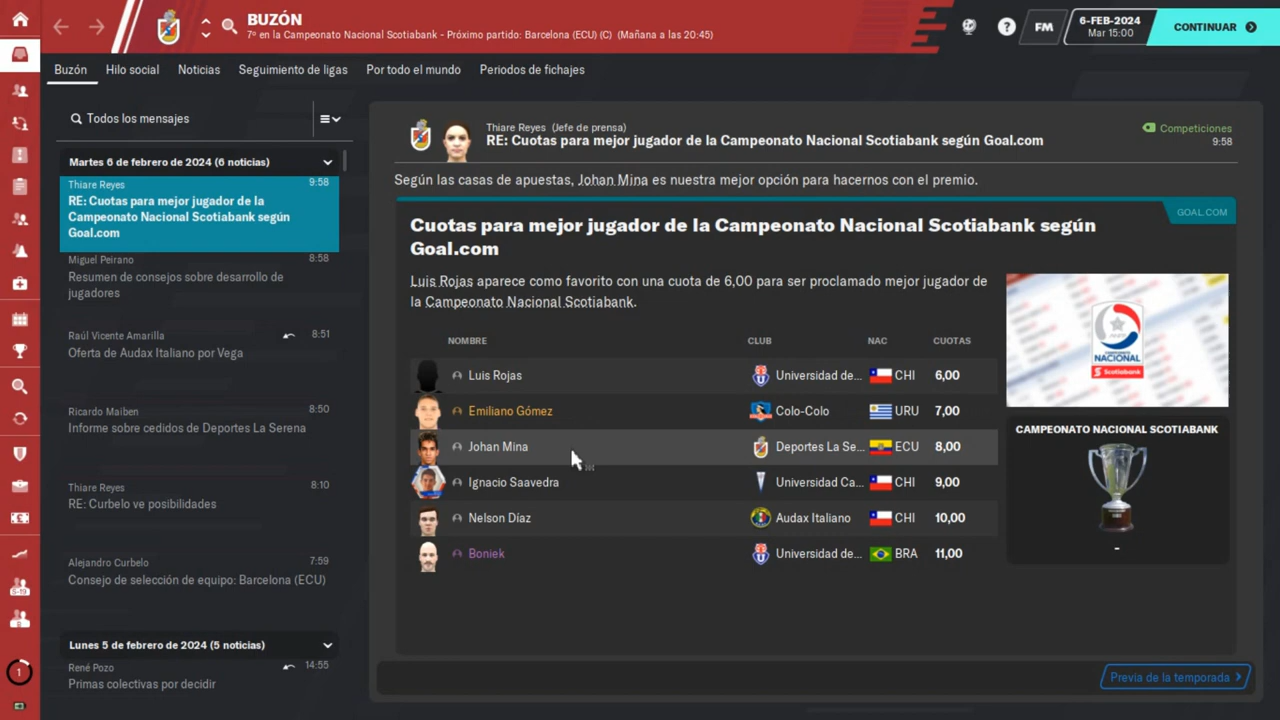 BUZÓN
7º en la Campeonato Nacional Scotiabank - Próximo partido: Barcelona (ECU) (C) (Mañana a las 20:45)
FM
6-FEB-2024
Mar 15:00
CONTINUAR
Buzón Hilo social Noticias Seguimiento de ligas Por todo el mundo Periodos de fichajes
Todos los mensajes
Martes 6 de febrero de 2024 (6 noticias)
Thiare Reyes 9:58
RE: Cuotas para mejor jugador de la
Campeonato Nacional Scotiabank según
Goal.com
Miguel Peirano 8:58
Resumen de consejos sobre desarrollo de
jugadores
Raúl Vicente Amarilla 8:51
Oferta de Audax Italiano por Vega
Ricardo Maiben 8:50
Informe sobre cedidos de Deportes La Serena
Thiare Reyes 8:10
RE: Curbelo ve posibilidades
Alejandro Curbelo 7:59
Consejo de selección de equipo: Barcelona (ECU)
Lunes 5 de febrero de 2024 (5 noticias)
René Pozo 14:55
Primas colectivas por decidir
S-19
1
Thiare Reyes (Jefe de prensa)
RE: Cuotas para mejor jugador de la Campeonato Nacional Scotiabank según Goal.com
Competiciones
9:58
Según las casas de apuestas, Johan Mina es nuestra mejor opción para hacernos con el premio.
GOAL.COM
Cuotas para mejor jugador de la Campeonato Nacional Scotiabank según
Goal.com
Luis Rojas aparece como favorito con una cuota de 6,00 para ser proclamado mejor jugador de
la Campeonato Nacional Scotiabank.
NOMBRE CLUB NAC CUOTAS
Luis Rojas Universidad de... CHI 6,00
Emiliano Gómez Colo-Colo URU 7,00
Johan Mina Deportes La Se... ECU 8,00
Ignacio Saavedra Universidad Ca... CHI 9,00
Nelson Díaz Audax Italiano CHI 10,00
Boniek Universidad de... BRA 11,00
CAMPEONATO
NACIONAL
Scotiabank
CAMPEONATO NACIONAL SCOTIABANK
-
Previa de la temporada